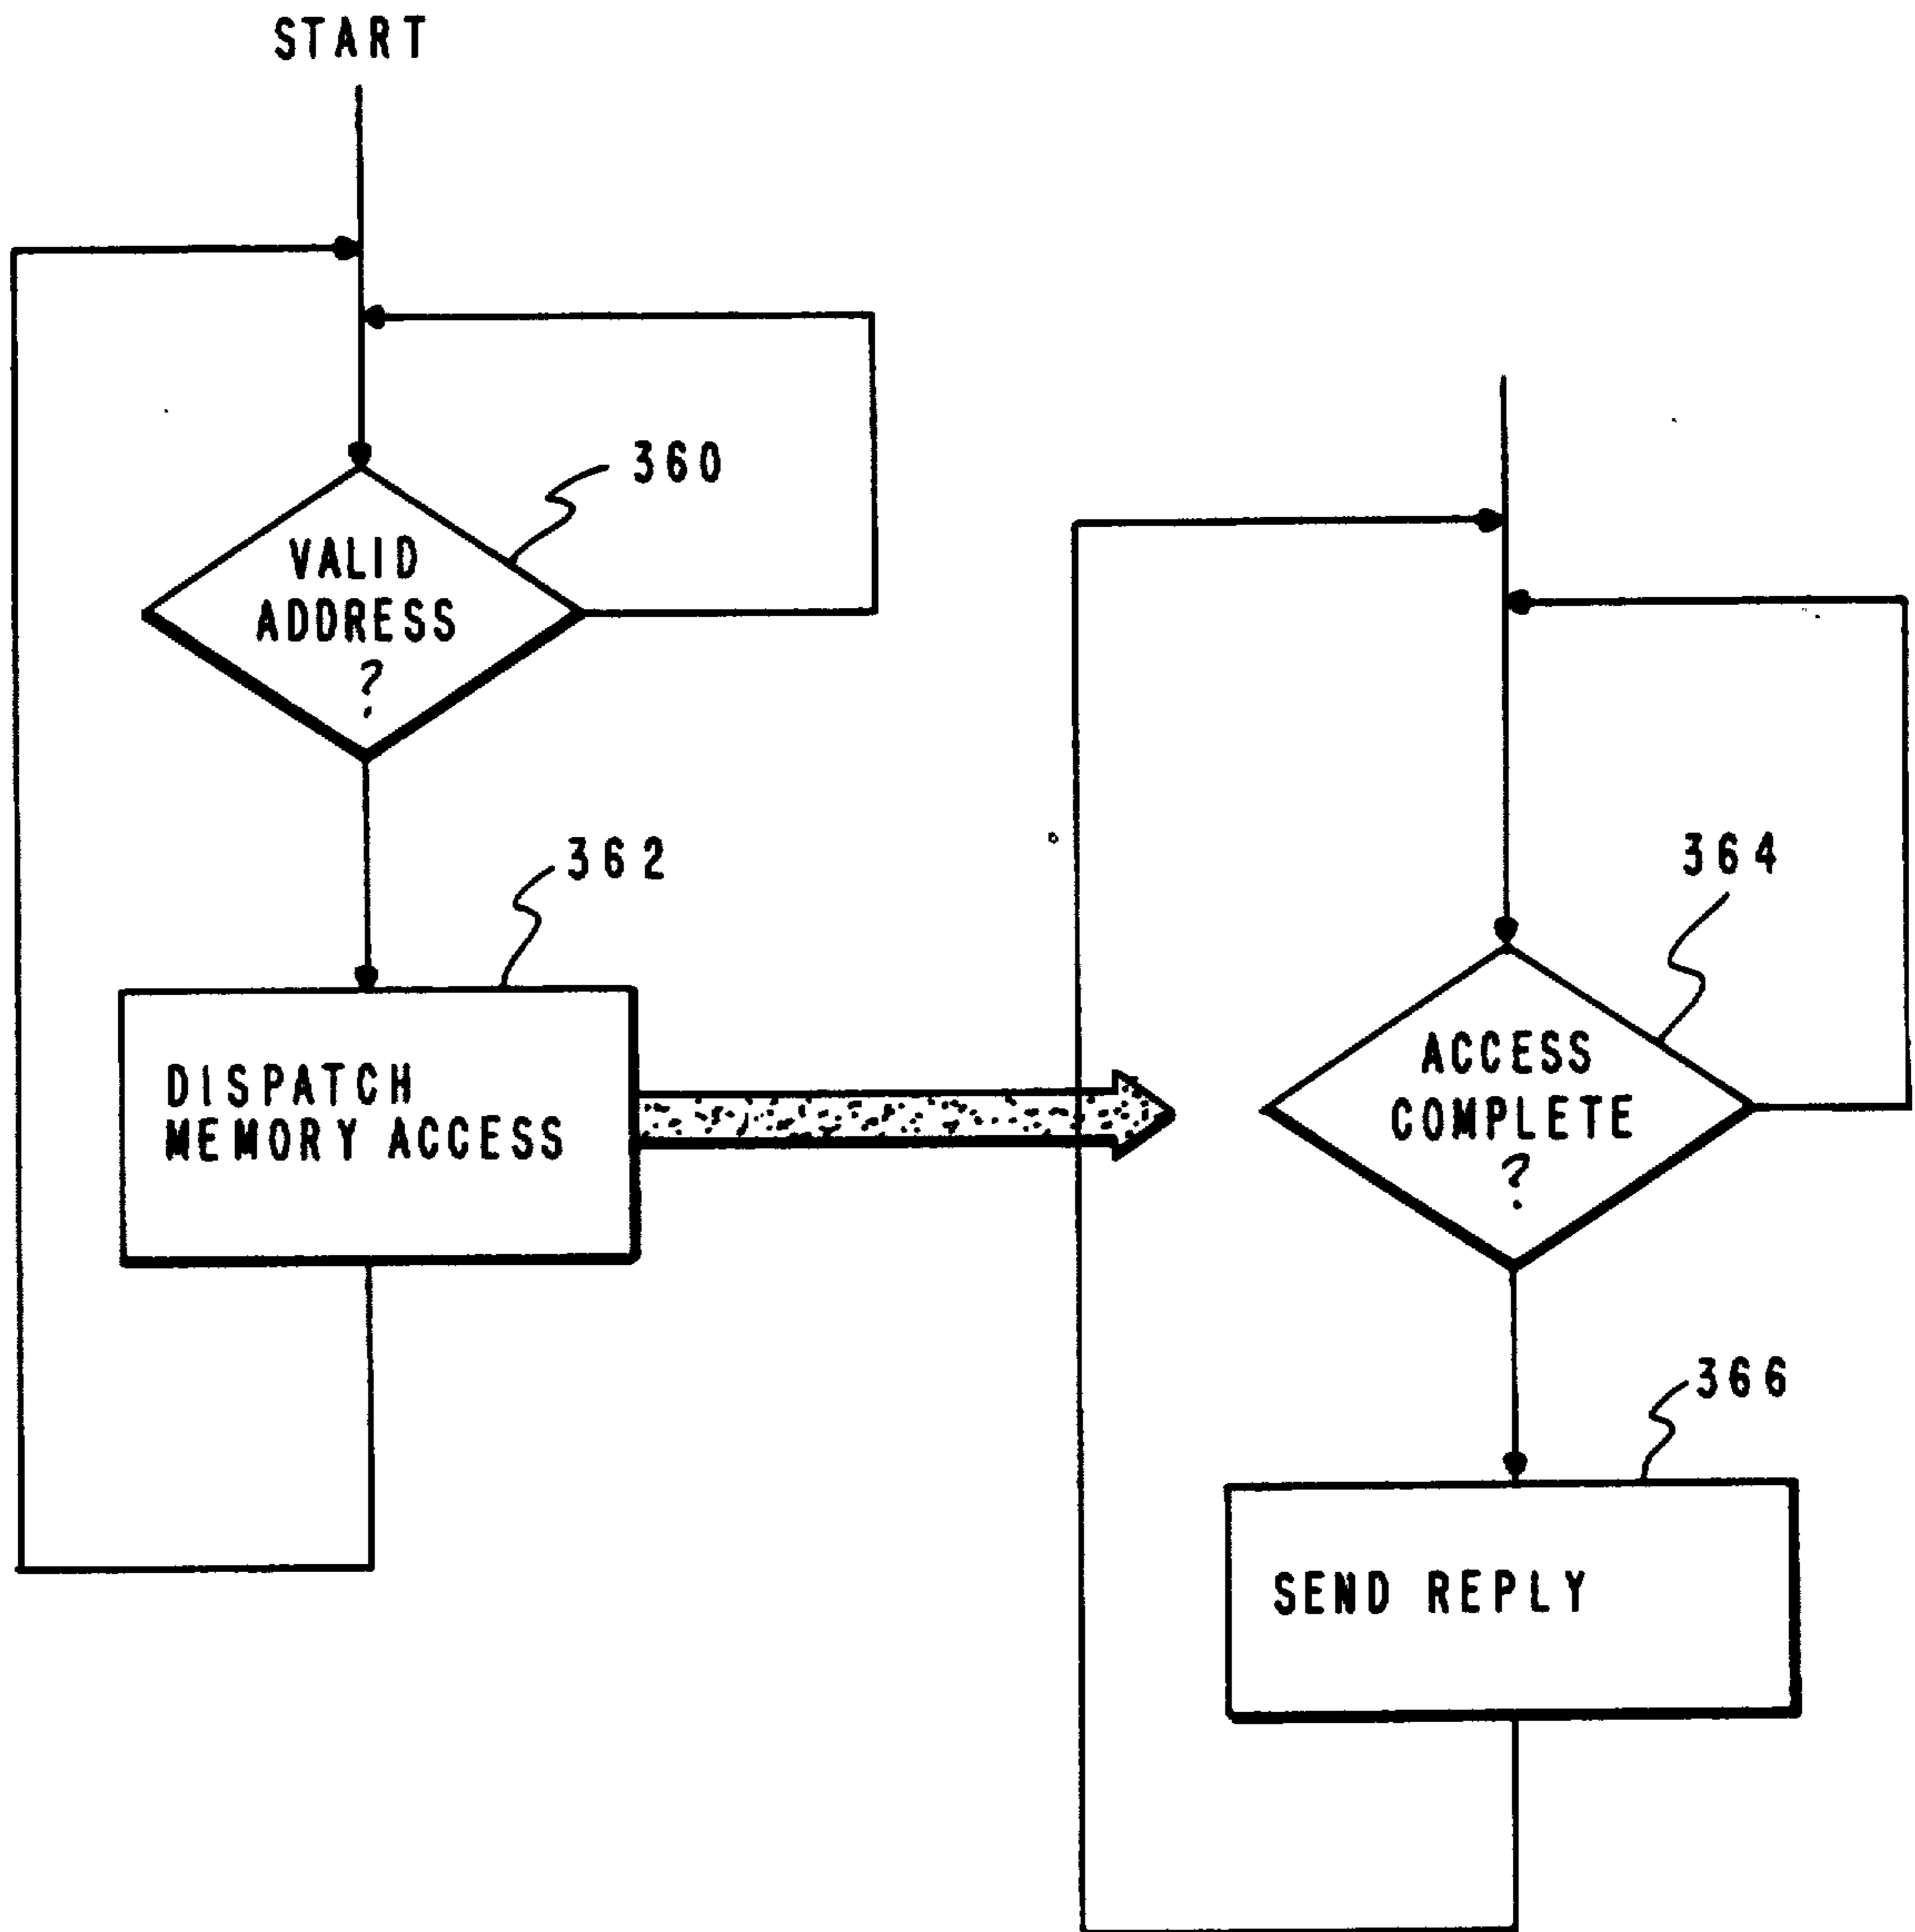 START
360
VALID
ADDRESS
?
362
DISPATCH
MEMORY ACCESS
364
ACCESS
COMPLETE
?
366
SEND REPLY